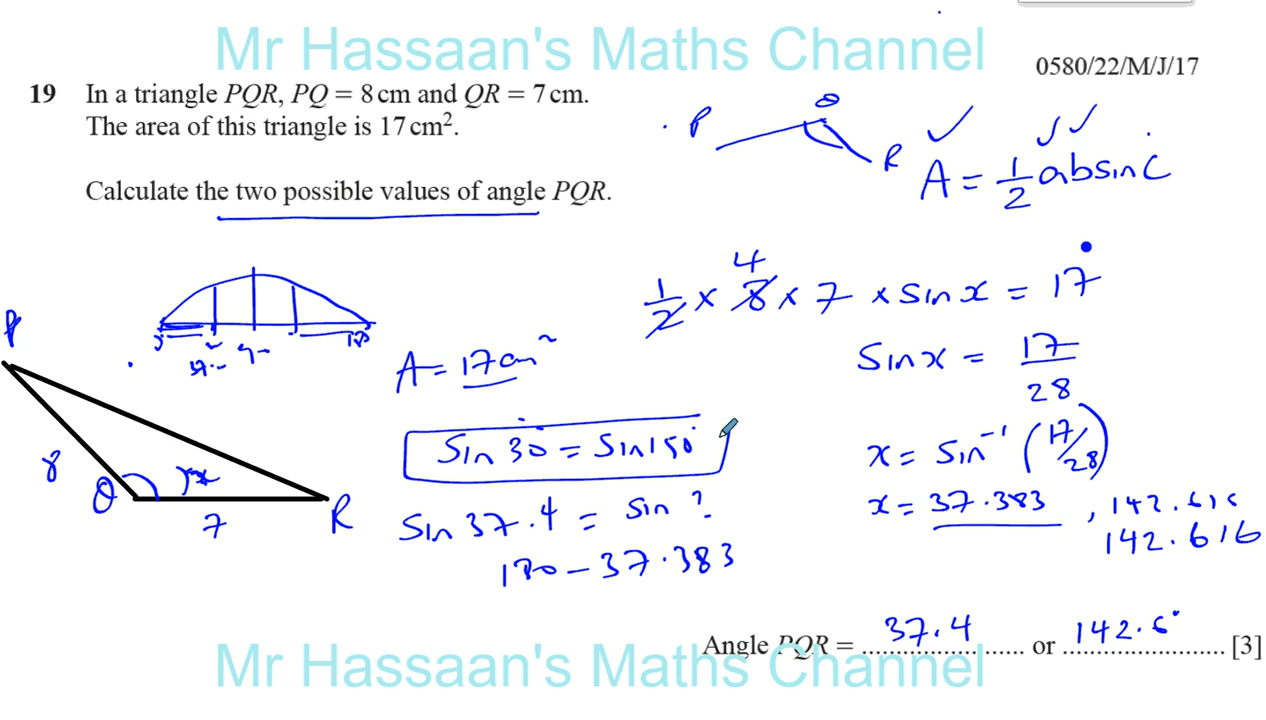 Mr Hassaan's Maths Channel
0580/22/M/J/17
19 In a triangle PQR, PQ = 8 cm and QR = 7 cm.
The area of this triangle is 17 cm².
Calculate the two possible values of angle PQR.
P Q R
A = 1/2 ab sin C
1/2 × 8 × 7 × sin x = 17
4
Sin x = 17/28
x = sin⁻¹ (17/28)
x = 37.383 , 142.616
142.616
P
8
Q x
7
R
A = 17cm²
Sin 30° = Sin 150°
Sin 37.4 = Sin ?
180 − 37.383
Angle PQR = 37.4 or 142.6° [3]
Mr Hassaan's Maths Channel